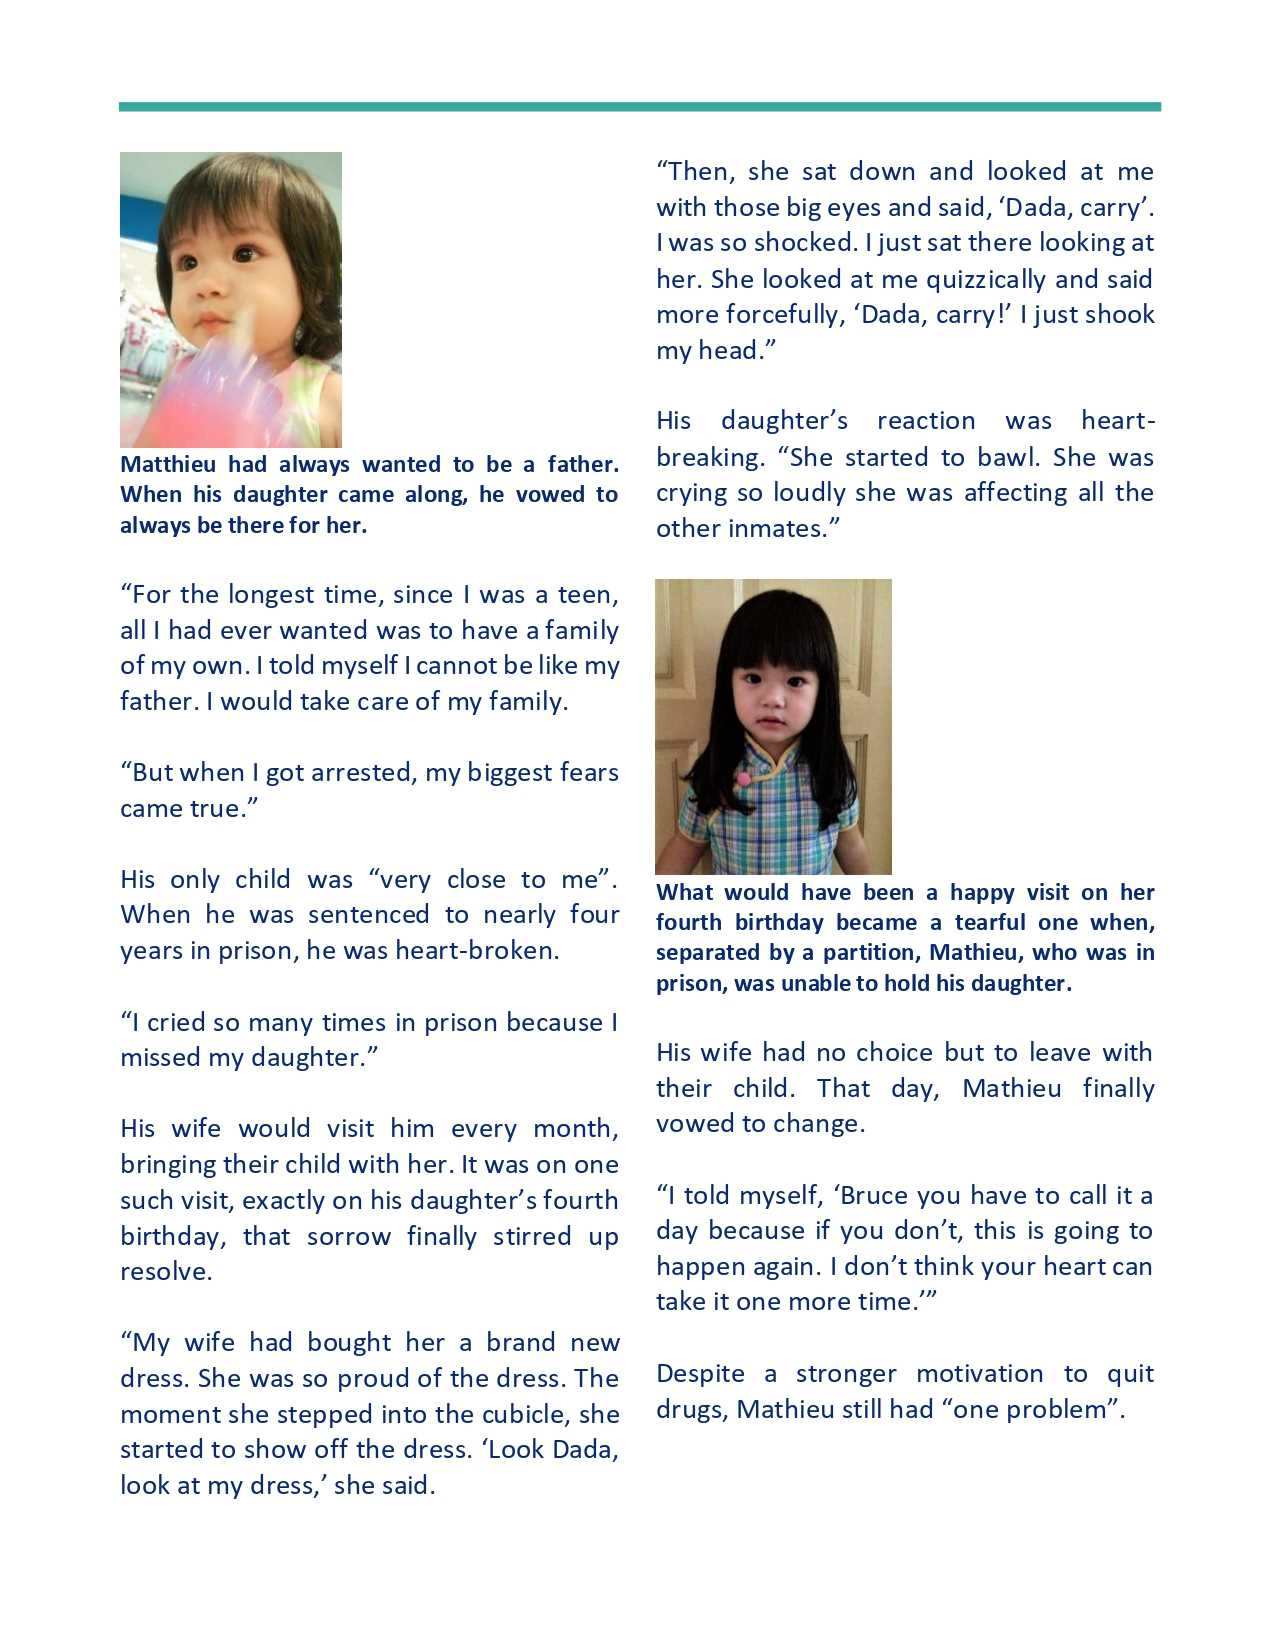 Matthieu had always wanted to be a father.
When his daughter came along, he vowed to
always be there for her.
“For the longest time, since I was a teen,
all I had ever wanted was to have a family
of my own. I told myself I cannot be like my
father. I would take care of my family.
“But when I got arrested, my biggest fears
came true.”
His only child was “very close to me”.
When he was sentenced to nearly four
years in prison, he was heart-broken.
“I cried so many times in prison because I
missed my daughter.”
His wife would visit him every month,
bringing their child with her. It was on one
such visit, exactly on his daughter’s fourth
birthday, that sorrow finally stirred up
resolve.
“My wife had bought her a brand new
dress. She was so proud of the dress. The
moment she stepped into the cubicle, she
started to show off the dress. ‘Look Dada,
look at my dress,’ she said.
“Then, she sat down and looked at me
with those big eyes and said, ‘Dada, carry’.
I was so shocked. I just sat there looking at
her. She looked at me quizzically and said
more forcefully, ‘Dada, carry!’ I just shook
my head.”
His daughter’s reaction was heart-
breaking. “She started to bawl. She was
crying so loudly she was affecting all the
other inmates.”
What would have been a happy visit on her
fourth birthday became a tearful one when,
separated by a partition, Mathieu, who was in
prison, was unable to hold his daughter.
His wife had no choice but to leave with
their child. That day, Mathieu finally
vowed to change.
“I told myself, ‘Bruce you have to call it a
day because if you don’t, this is going to
happen again. I don’t think your heart can
take it one more time.’”
Despite a stronger motivation to quit
drugs, Mathieu still had “one problem”.